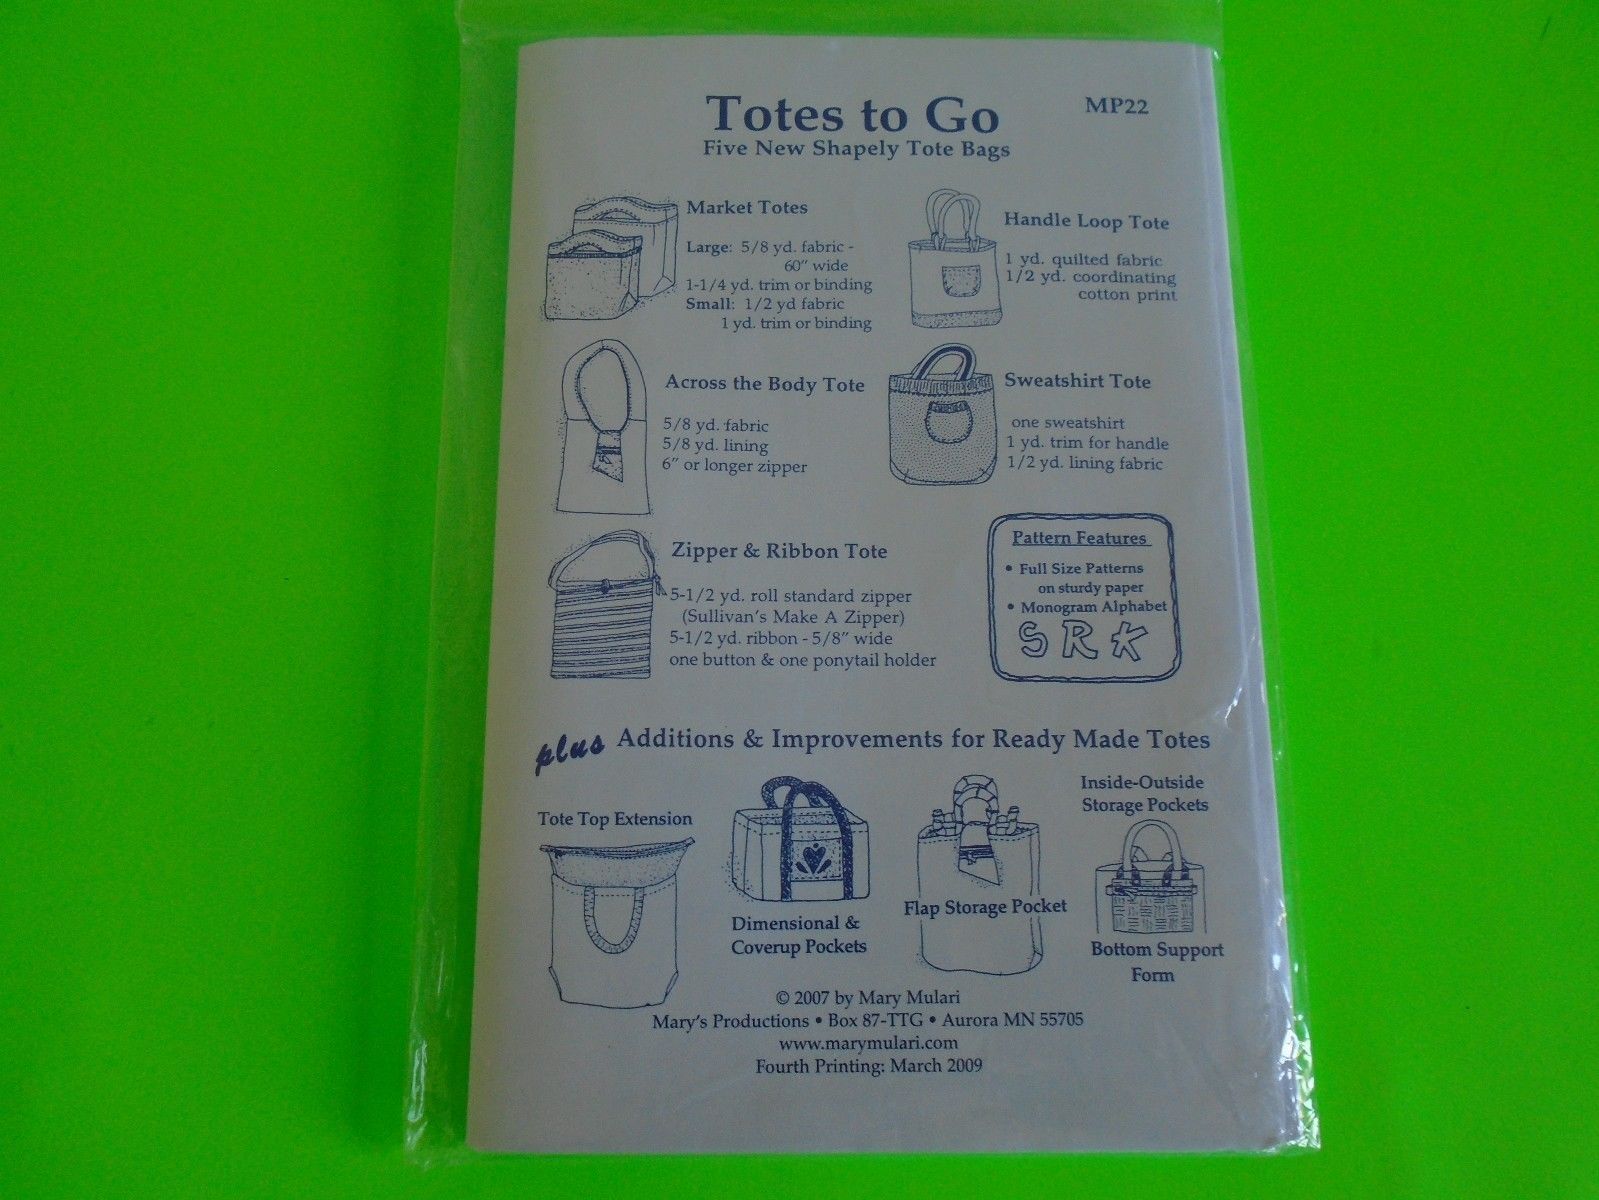 Totes to Go
MP22
Five New Shapely Tote Bags
Market Totes
Large: 5/8 yd. fabric -
60" wide
1-1/4 yd. trim or binding
Small: 1/2 yd fabric
1 yd. trim or binding
Handle Loop Tote
1 yd. quilted fabric
1/2 yd. coordinating
cotton print
Across the Body Tote
5/8 yd. fabric
5/8 yd. lining
6" or longer zipper
Sweatshirt Tote
one sweatshirt
1 yd. trim for handle
1/2 yd. lining fabric
Zipper & Ribbon Tote
5-1/2 yd. roll standard zipper
(Sullivan's Make A Zipper)
5-1/2 yd. ribbon - 5/8" wide
one button & one ponytail holder
Pattern Features
• Full Size Patterns
on sturdy paper
• Monogram Alphabet
S R K
plus Additions & Improvements for Ready Made Totes
Tote Top Extension
Dimensional &
Coverup Pockets
Flap Storage Pocket
Inside-Outside
Storage Pockets
Bottom Support
Form
© 2007 by Mary Mulari
Mary's Productions • Box 87-TTG • Aurora MN 55705
www.marymulari.com
Fourth Printing: March 2009